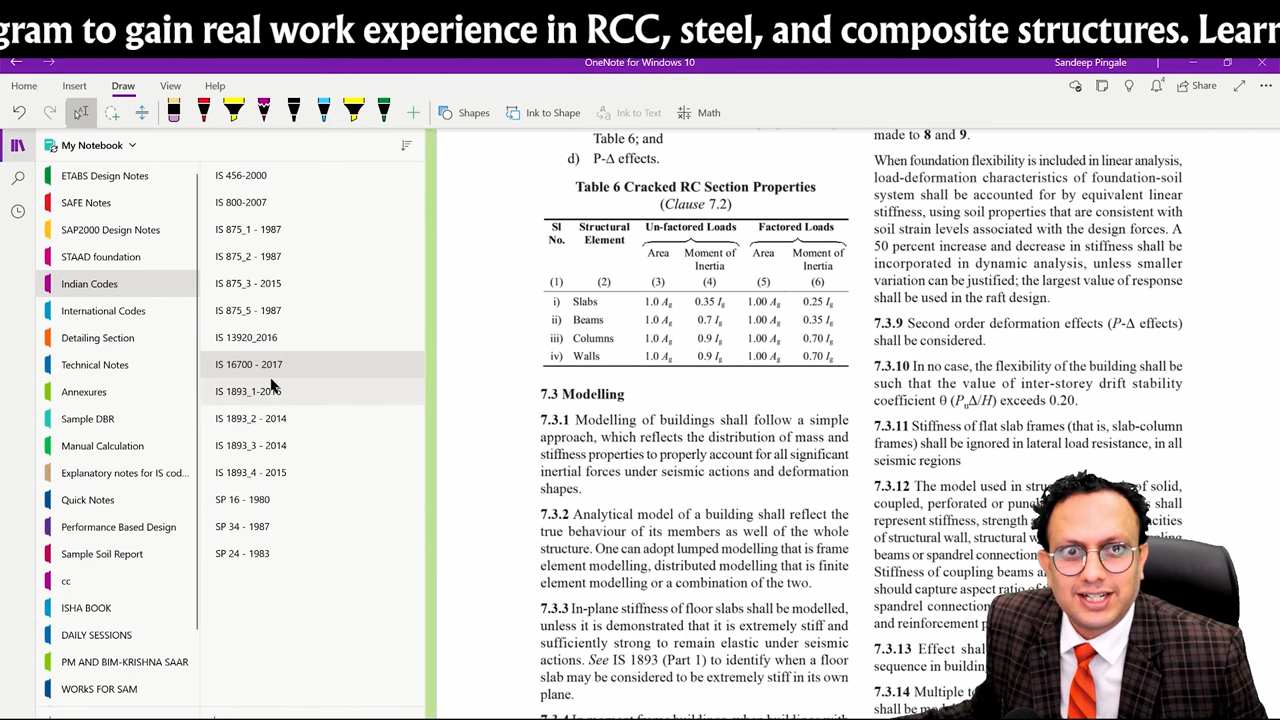 gram to gain real work experience in RCC, steel, and composite structures. Learn
OneNote for Windows 10
Sandeep Pingale
Home
Insert
Draw
View
Help
Shapes
Ink to Shape
Ink to Text
Math
Share
My Notebook
ETABS Design Notes
SAFE Notes
SAP2000 Design Notes
STAAD foundation
Indian Codes
International Codes
Detailing Section
Technical Notes
Annexures
Sample DBR
Manual Calculation
Explanatory notes for IS cod...
Quick Notes
Performance Based Design
Sample Soil Report
cc
ISHA BOOK
DAILY SESSIONS
PM AND BIM-KRISHNA SAAR
WORKS FOR SAM
IS 456-2000
IS 800-2007
IS 875_1 - 1987
IS 875_2 - 1987
IS 875_3 - 2015
IS 875_5 - 1987
IS 13920_2016
IS 16700 - 2017
IS 1893_1-2016
IS 1893_2 - 2014
IS 1893_3 - 2014
IS 1893_4 - 2015
SP 16 - 1980
SP 34 - 1987
SP 24 - 1983
Table 6; and
d) P-Δ effects.
Table 6 Cracked RC Section Properties
(Clause 7.2)
Sl No. Structural Element Un-factored Loads Factored Loads
Area Moment of Inertia Area Moment of Inertia
(1) (2) (3) (4) (5) (6)
i) Slabs 1.0 Ag 0.35 Ig 1.00 Ag 0.25 Ig
ii) Beams 1.0 Ag 0.7 Ig 1.00 Ag 0.35 Ig
iii) Columns 1.0 Ag 0.9 Ig 1.00 Ag 0.70 Ig
iv) Walls 1.0 Ag 0.9 Ig 1.00 Ag 0.70 Ig
7.3 Modelling
7.3.1 Modelling of buildings shall follow a simple
approach, which reflects the distribution of mass and
stiffness properties to properly account for all significant
inertial forces under seismic actions and deformation
shapes.
7.3.2 Analytical model of a building shall reflect the
true behaviour of its members as well of the whole
structure. One can adopt lumped modelling that is frame
element modelling, distributed modelling that is finite
element modelling or a combination of the two.
7.3.3 In-plane stiffness of floor slabs shall be modelled,
unless it is demonstrated that it is extremely stiff and
sufficiently strong to remain elastic under seismic
actions. See IS 1893 (Part 1) to identify when a floor
slab may be considered to be extremely stiff in its own
plane.
made to 8 and 9.
When foundation flexibility is included in linear analysis,
load-deformation characteristics of foundation-soil
system shall be accounted for by equivalent linear
stiffness, using soil properties that are consistent with
soil strain levels associated with the design forces. A
50 percent increase and decrease in stiffness shall be
incorporated in dynamic analysis, unless smaller
variation can be justified; the largest value of response
shall be used in the raft design.
7.3.9 Second order deformation effects (P-Δ effects)
shall be considered.
7.3.10 In no case, the flexibility of the building shall be
such that the value of inter-storey drift stability
coefficient θ (PuΔ/H) exceeds 0.20.
7.3.11 Stiffness of flat slab frames (that is, slab-column
frames) shall be ignored in lateral load resistance, in all
seismic regions
7.3.12 The model used in of solid,
coupled, perforated or shall
represent stiffness, strength
of structural wall, structural
beams or spandrel connection
Stiffness of coupling beams
should capture aspect ratio
spandrel connection
and reinforcement
7.3.13 Effect
sequence in
7.3.14 Multiple
shall be